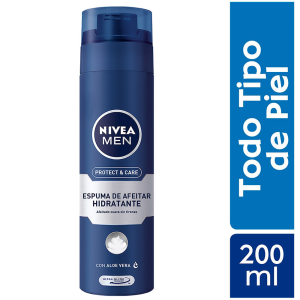 NIVEA
MEN
PROTECT & CARE
ESPUMA DE AFEITAR
HIDRATANTE
CON ALOE VERA
Todo Tipo
de Piel
200
ml